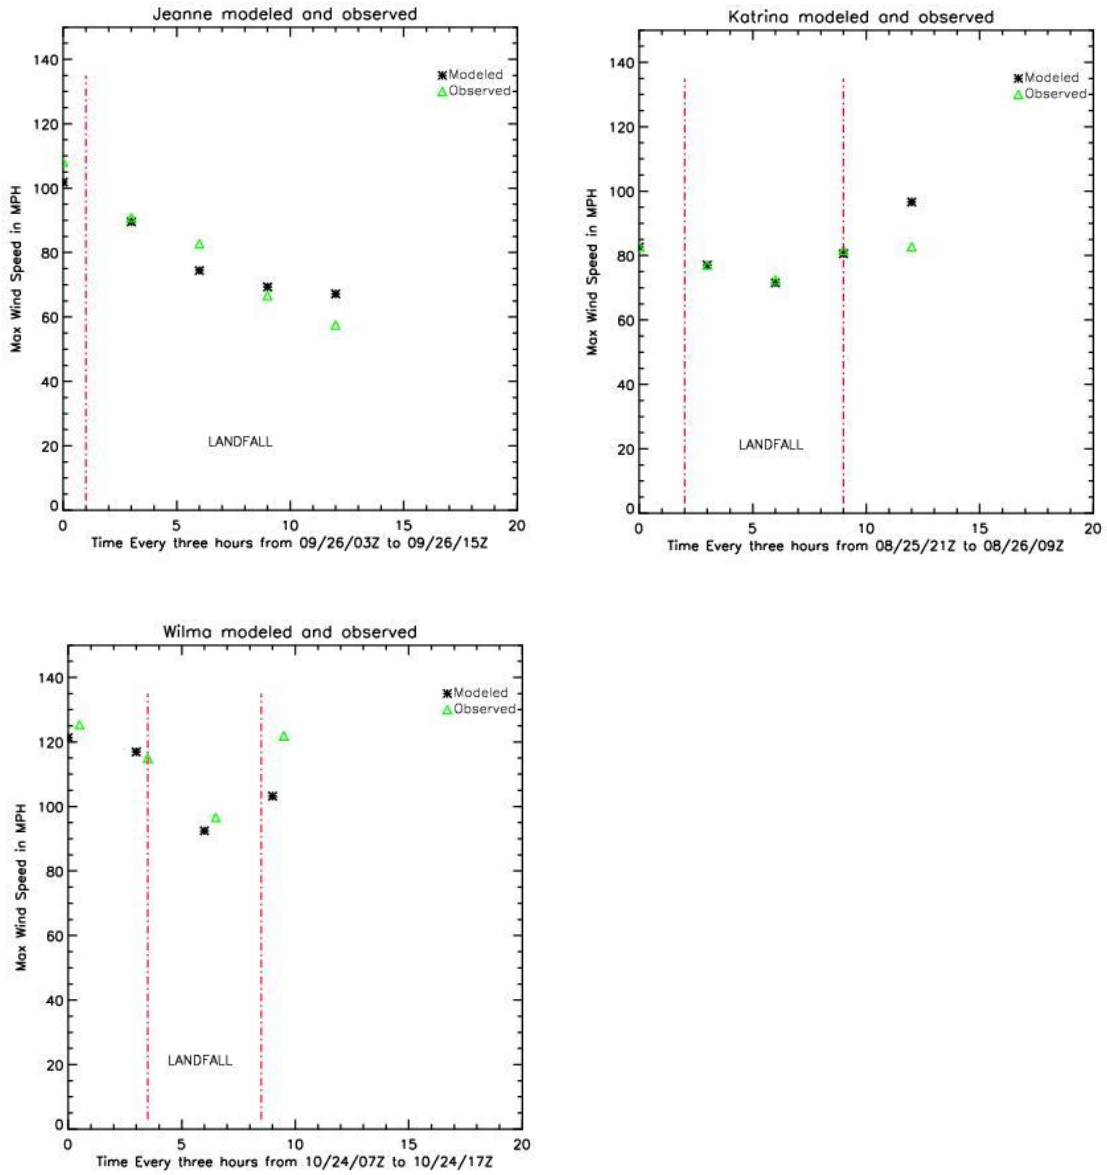 Jeanne modeled and observed
140
120
100
80
60
40
20
0
Max Wind Speed in MPH
Modeled
Observed
LANDFALL
0 5 10 15 20
Time Every three hours from 09/26/03Z to 09/26/15Z
Katrina modeled and observed
140
120
100
80
60
40
20
0
Max Wind Speed in MPH
Modeled
Observed
LANDFALL
0 5 10 15 20
Time Every three hours from 08/25/21Z to 08/26/09Z
Wilma modeled and observed
140
120
100
80
60
40
20
0
Max Wind Speed in MPH
Modeled
Observed
LANDFALL
0 5 10 15 20
Time Every three hours from 10/24/07Z to 10/24/17Z